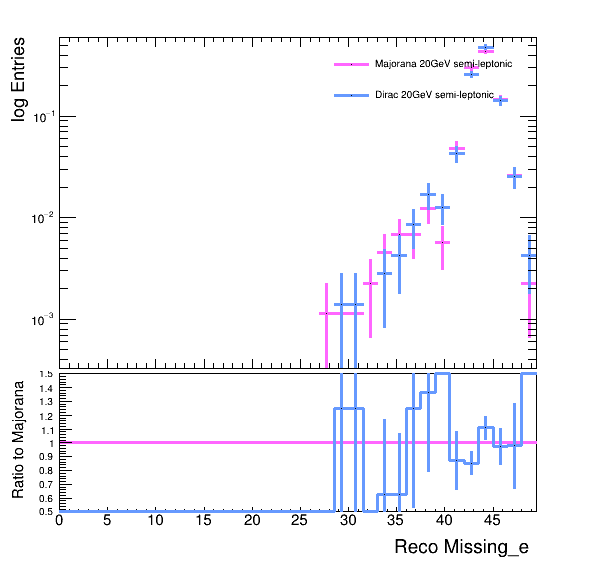 log Entries
Majorana 20GeV semi-leptonic
Dirac 20GeV semi-leptonic
10⁻¹
10⁻²
10⁻³
Ratio to Majorana
1.5
1.4
1.3
1.2
1.1
1
0.9
0.8
0.7
0.6
0.5
0 5 10 15 20 25 30 35 40 45
Reco Missing_e